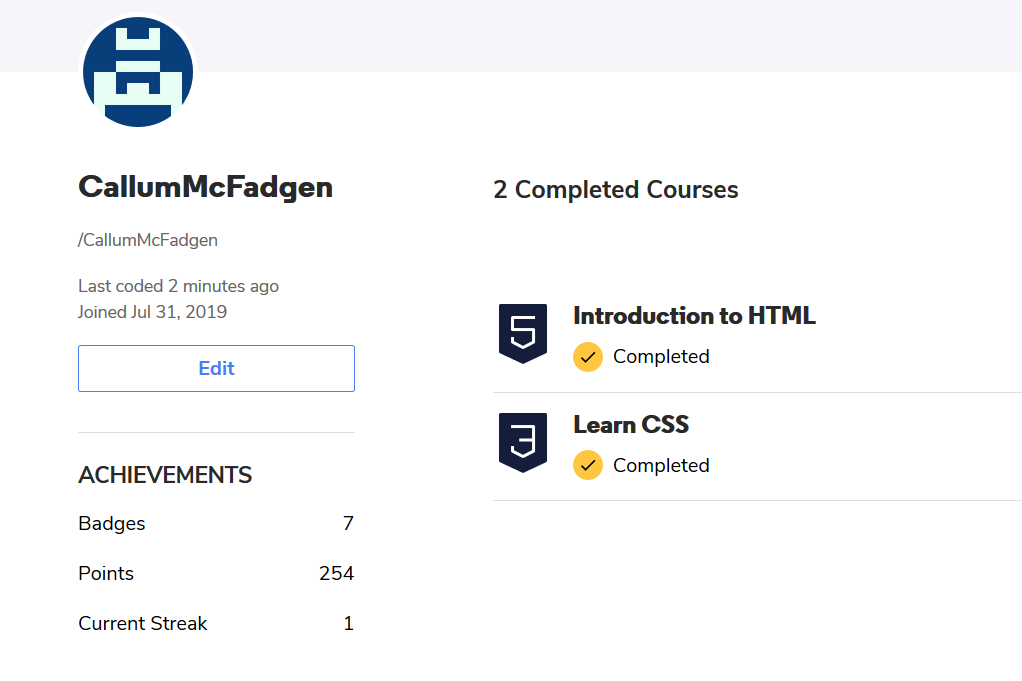 CallumMcFadgen
/CallumMcFadgen
Last coded 2 minutes ago
Joined Jul 31, 2019
Edit
ACHIEVEMENTS
Badges 7
Points 254
Current Streak 1
2 Completed Courses
5
Introduction to HTML
Completed
3
Learn CSS
Completed